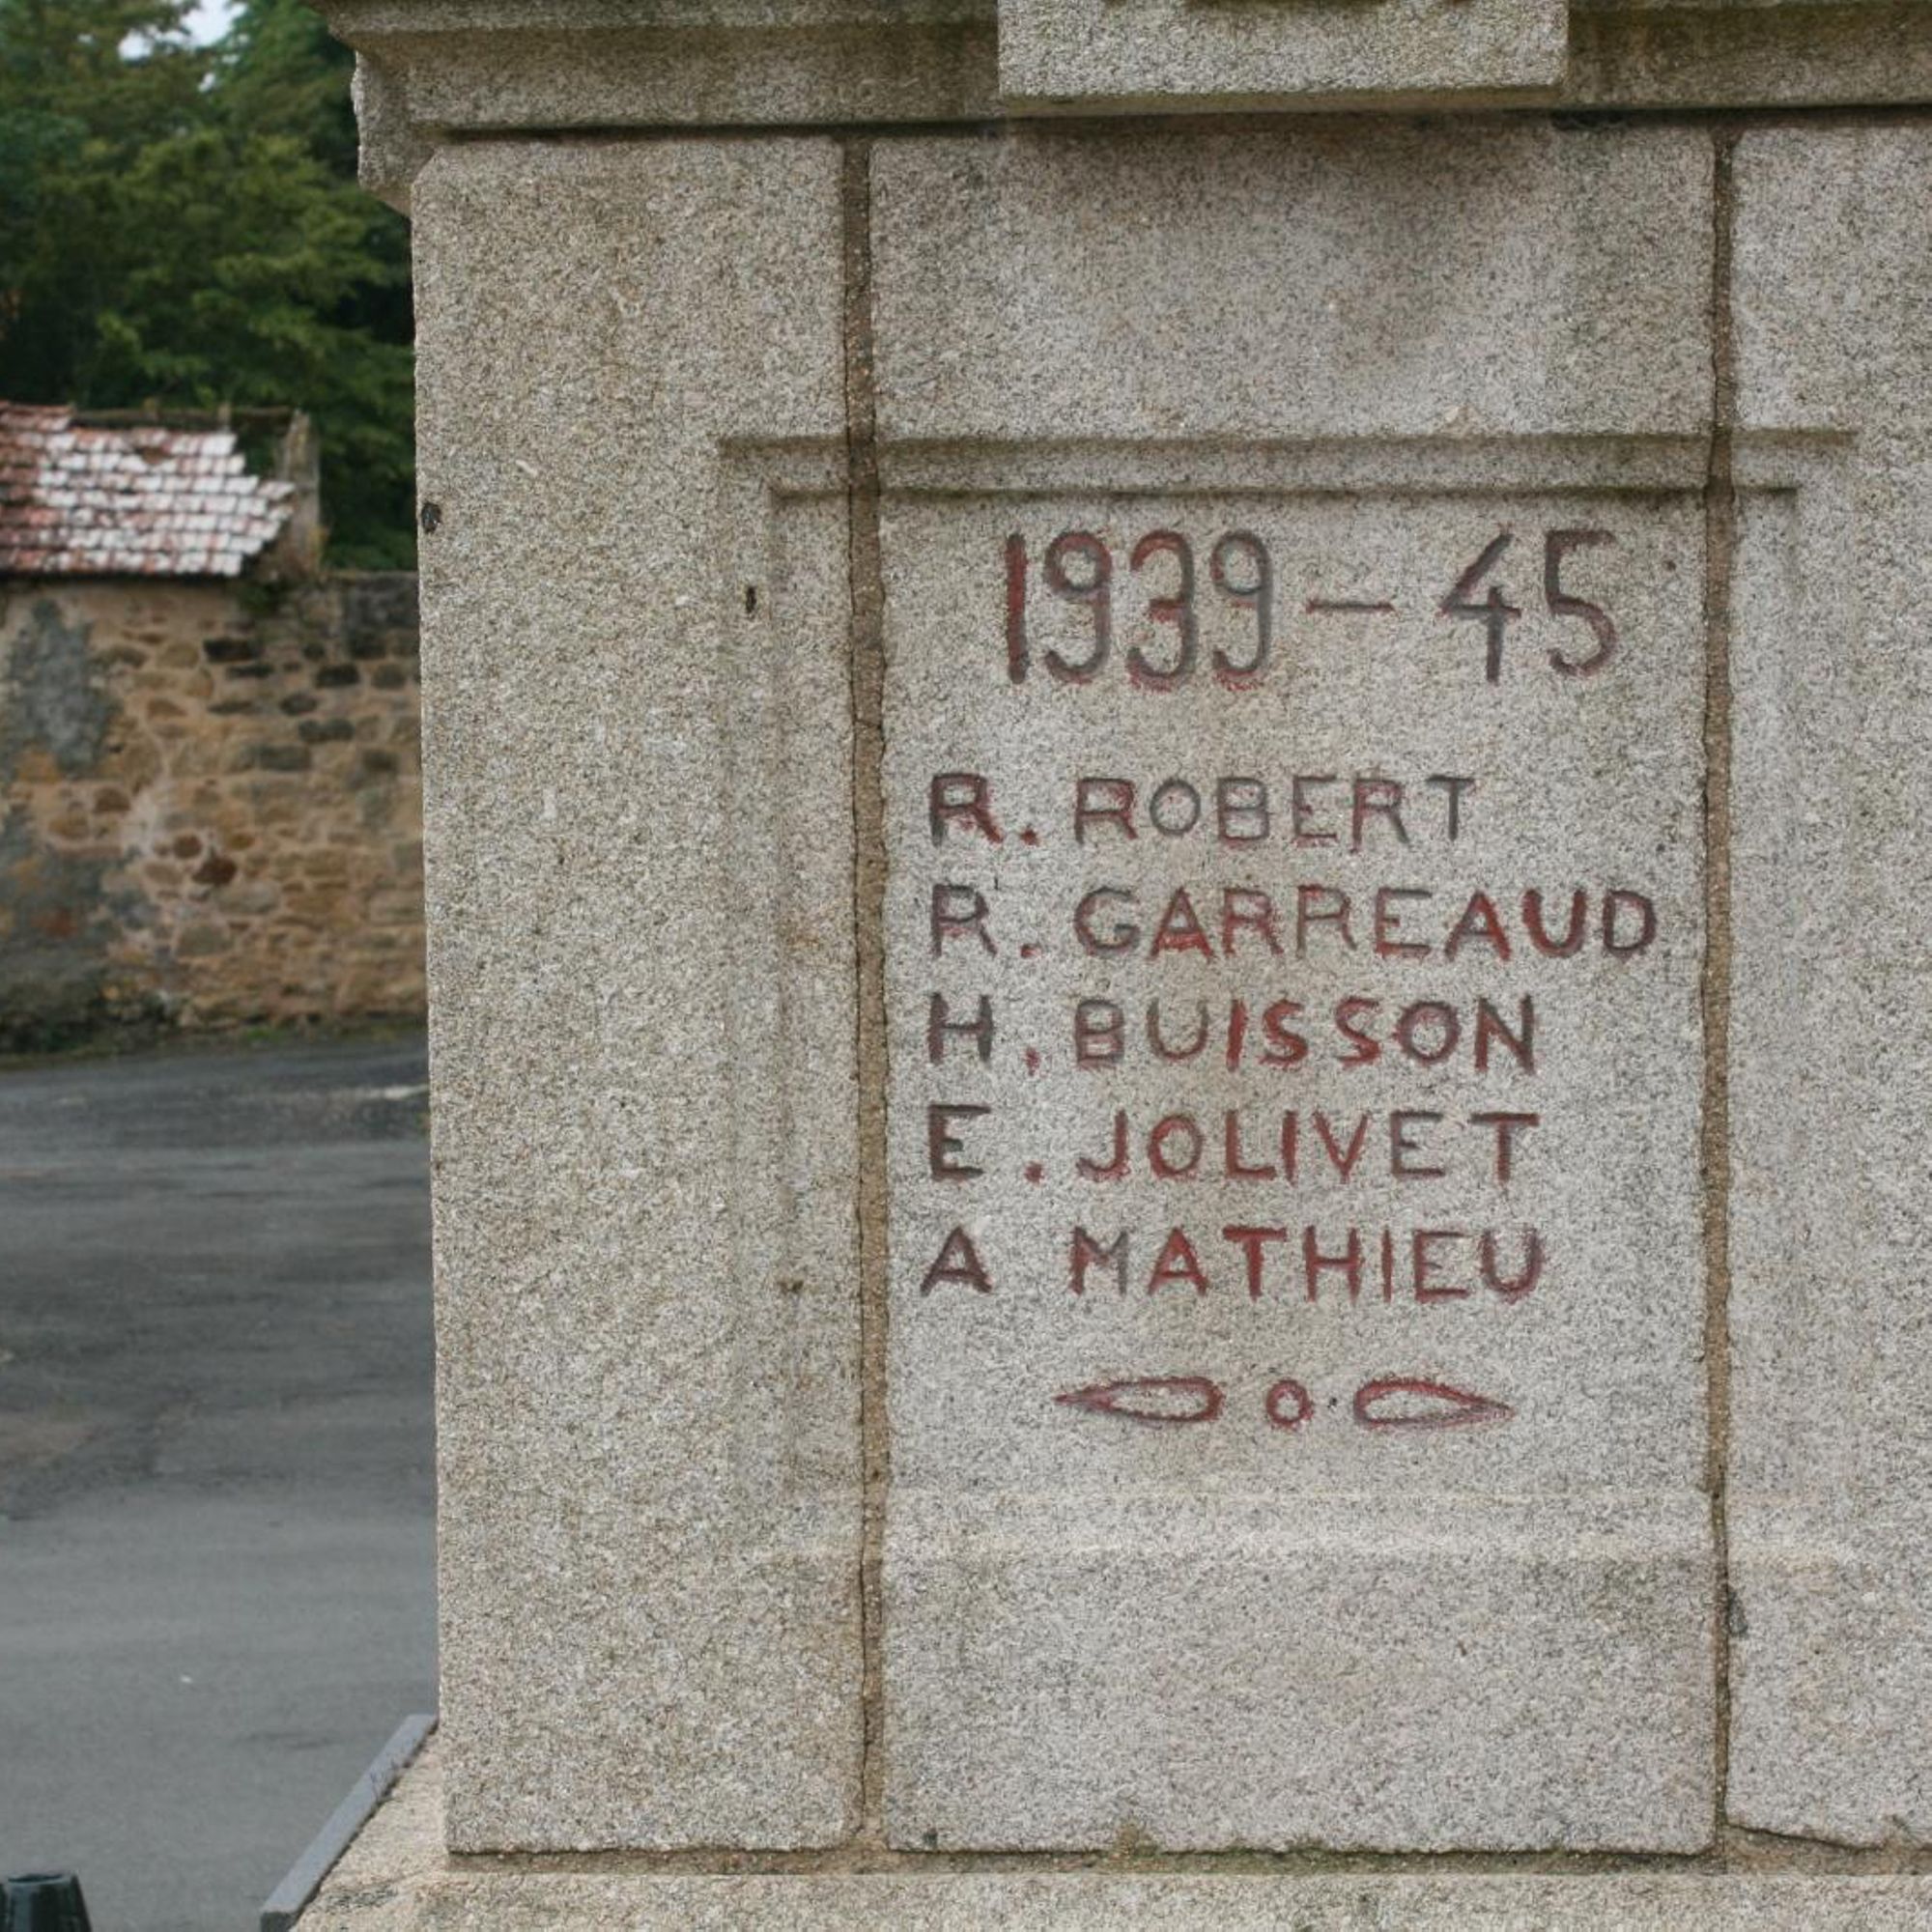 1939 - 45
R. ROBERT
R. GARREAUD
H. BUISSON
E. JOLIVET
A MATHIEU